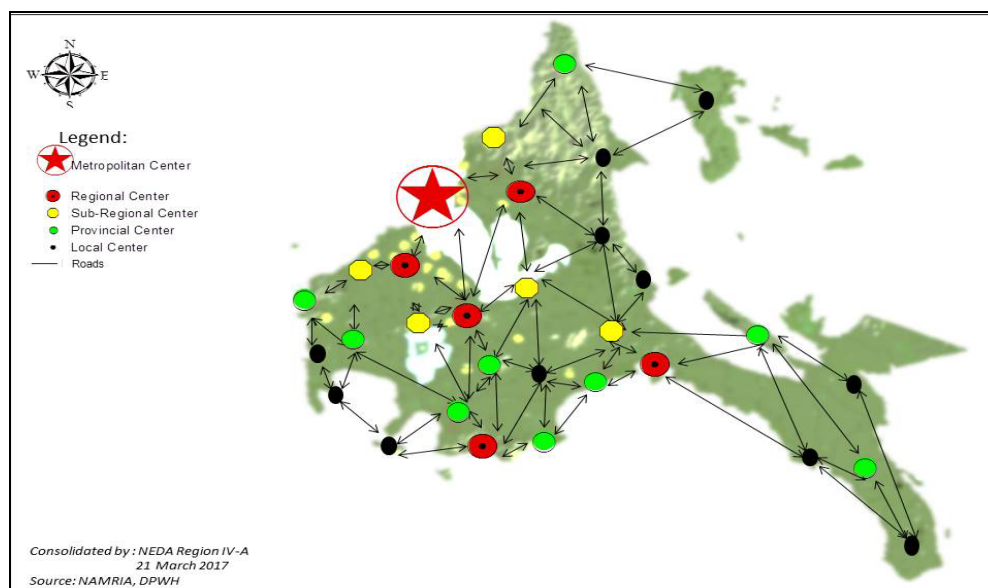 N
W E
S
Legend:
Metropolitan Center
Regional Center
Sub-Regional Center
Provincial Center
Local Center
Roads
Consolidated by : NEDA Region IV-A
21 March 2017
Source: NAMRIA, DPWH